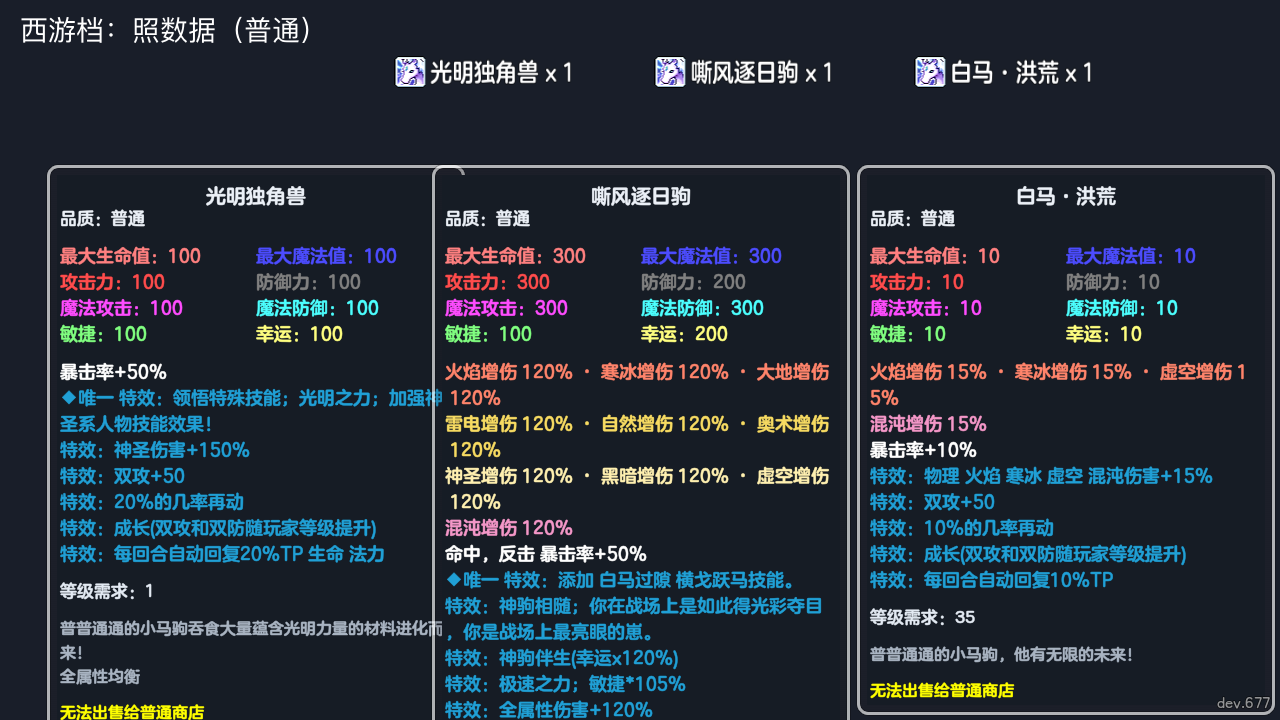 西游档：照数据（普通）
光明独角兽 x 1
嘶风逐日驹 x 1
白马·洪荒 x 1
光明独角兽
品质：普通
最大生命值：100 最大魔法值：100
攻击力：100 防御力：100
魔法攻击：100 魔法防御：100
敏捷：100 幸运：100
暴击率+50%
◆唯一 特效：领悟特殊技能；光明之力；加强神
圣系人物技能效果！
特效：神圣伤害+150%
特效：双攻+50
特效：20%的几率再动
特效：成长(双攻和双防随玩家等级提升)
特效：每回合自动回复20%TP 生命 法力
等级需求：1
普普通通的小马驹吞食大量蕴含光明力量的材料进化而
来！
全属性均衡
无法出售给普通商店
嘶风逐日驹
品质：普通
最大生命值：300 最大魔法值：300
攻击力：300 防御力：200
魔法攻击：300 魔法防御：300
敏捷：100 幸运：200
火焰增伤 120% · 寒冰增伤 120% · 大地增伤
120%
雷电增伤 120% · 自然增伤 120% · 奥术增伤
120%
神圣增伤 120% · 黑暗增伤 120% · 虚空增伤
120%
混沌增伤 120%
命中，反击 暴击率+50%
◆唯一 特效：添加 白马过隙 横戈跃马技能。
特效：神驹相随；你在战场上是如此得光彩夺目
，你是战场上最亮眼的崽。
特效：神驹伴生(幸运x120%)
特效：极速之力；敏捷*105%
特效：全属性伤害+120%
白马·洪荒
品质：普通
最大生命值：10 最大魔法值：10
攻击力：10 防御力：10
魔法攻击：10 魔法防御：10
敏捷：10 幸运：10
火焰增伤 15% · 寒冰增伤 15% · 虚空增伤 1
5%
混沌增伤 15%
暴击率+10%
特效：物理 火焰 寒冰 虚空 混沌伤害+15%
特效：双攻+50
特效：10%的几率再动
特效：成长(双攻和双防随玩家等级提升)
特效：每回合自动回复10%TP
等级需求：35
普普通通的小马驹，他有无限的未来！
无法出售给普通商店
dev.677